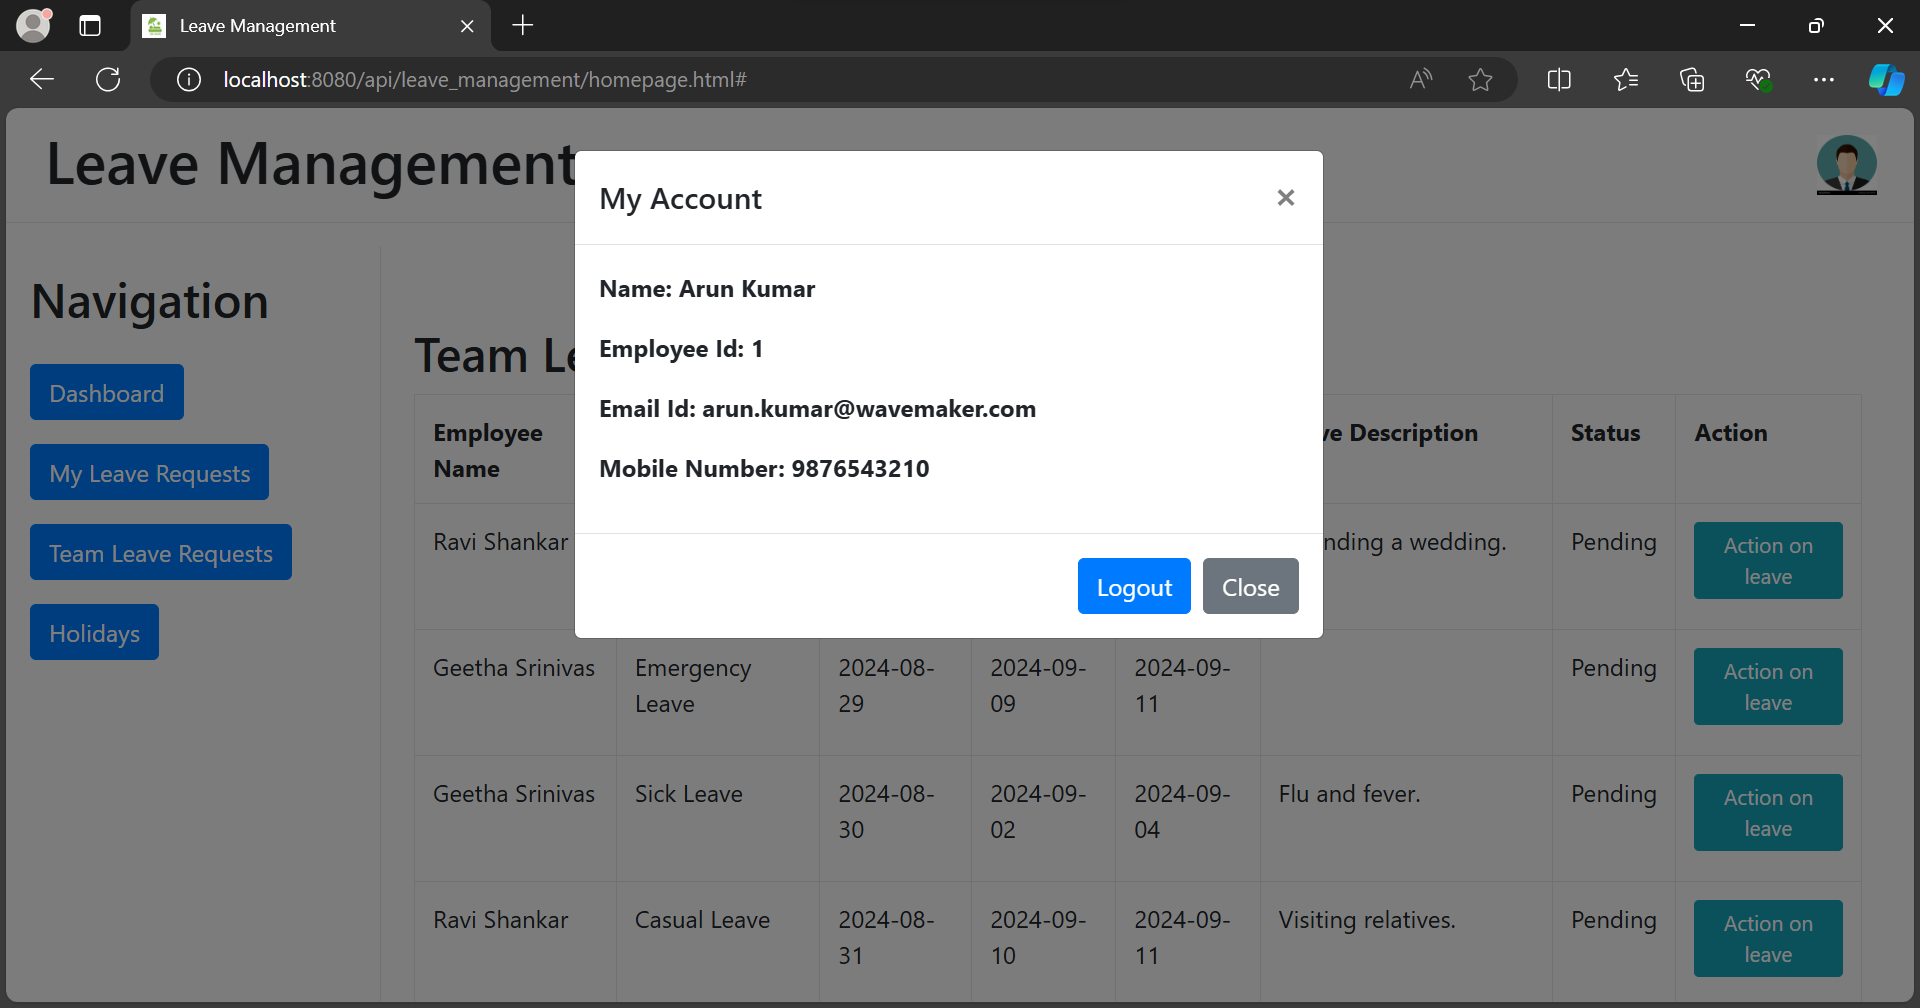 Leave Management
localhost:8080/api/leave_management/homepage.html#
Leave Management
My Account
×
Name: Arun Kumar
Employee Id: 1
Email Id: arun.kumar@wavemaker.com
Mobile Number: 9876543210
Logout Close
Navigation
Dashboard
My Leave Requests
Team Leave Requests
Holidays
Team
Employee
Name
Description
Status
Action
Ravi Shankar
a wedding.
Pending
Action on
leave
Geetha Srinivas
Emergency
Leave
2024-08-
29
2024-09-
09
2024-09-
11
Pending
Action on
leave
Geetha Srinivas
Sick Leave
2024-08-
30
2024-09-
02
2024-09-
04
Flu and fever.
Pending
Action on
leave
Ravi Shankar
Casual Leave
2024-08-
31
2024-09-
10
2024-09-
11
Visiting relatives.
Pending
Action on
leave